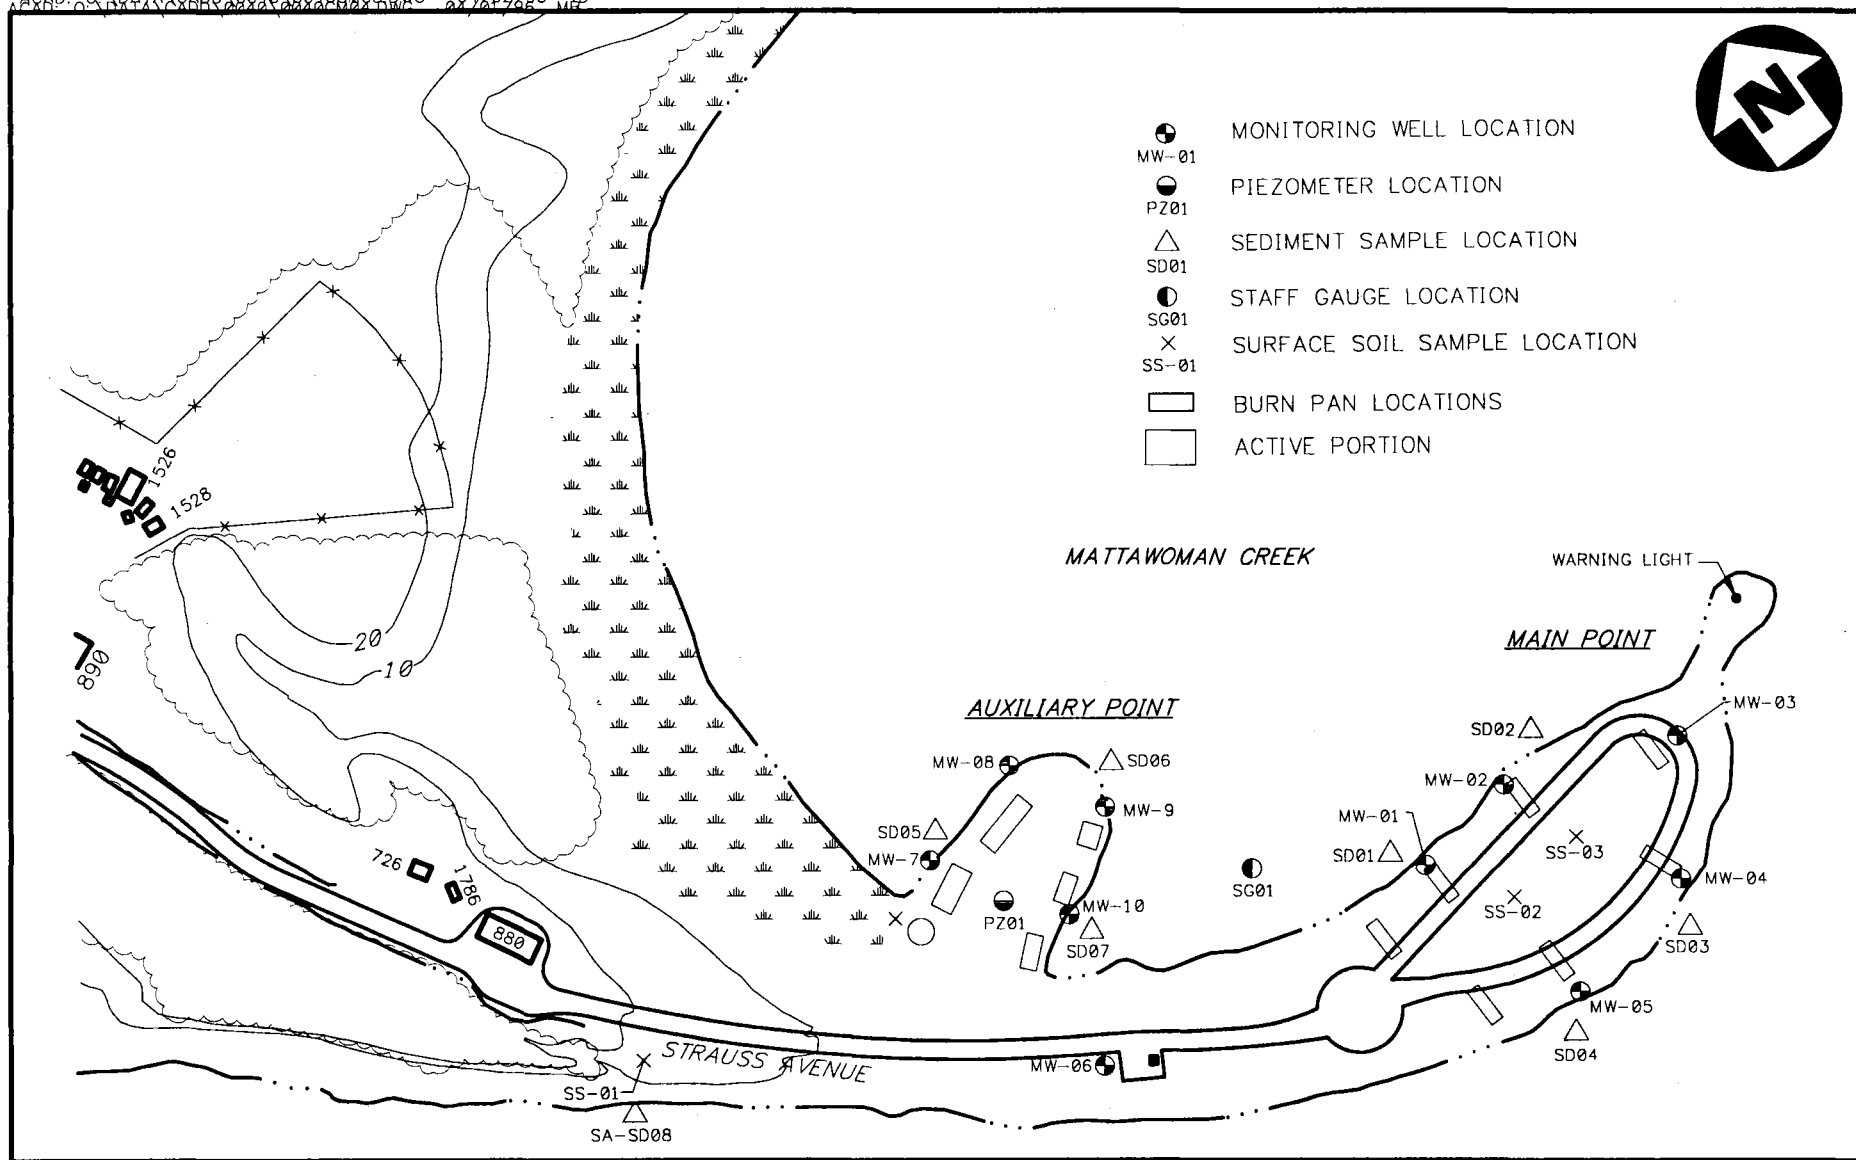 N
MONITORING WELL LOCATION
MW-01
PIEZOMETER LOCATION
PZ01
SEDIMENT SAMPLE LOCATION
SD01
STAFF GAUGE LOCATION
SG01
SURFACE SOIL SAMPLE LOCATION
SS-01
BURN PAN LOCATIONS
ACTIVE PORTION
1526
1528
MATTAWOMAN CREEK
WARNING LIGHT
20
10
890
MAIN POINT
AUXILIARY POINT
MW-03
SD02
MW-08
SD06
MW-02
MW-9
MW-01
SD05
MW-7
SD01
SS-03
726
1786
SG01
MW-04
SS-02
MW-10
PZ01
880
SD07
SD03
MW-05
STRAUSS AVENUE
SD04
MW-06
SS-01
SA-SD08